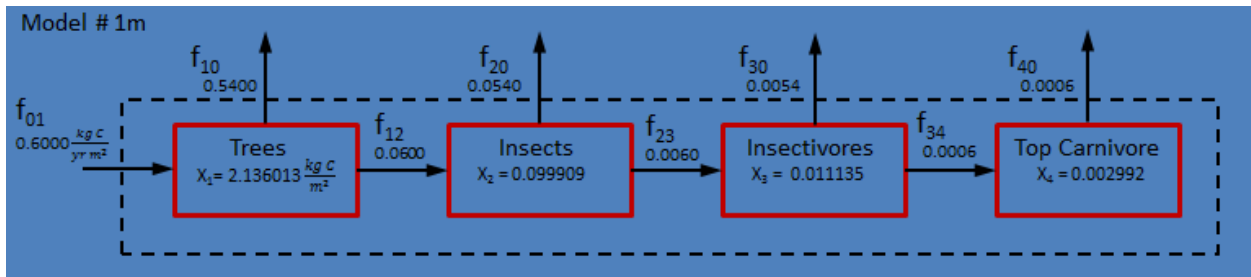 Model # 1m
f₁₀
0.5400
f₂₀
0.0540
f₃₀
0.0054
f₄₀
0.0006
f₀₁
0.6000 kg C / yr m²
Trees
X₁= 2.136013 kg C / m²
f₁₂
0.0600
Insects
X₂ = 0.099909
f₂₃
0.0060
Insectivores
X₃ = 0.011135
f₃₄
0.0006
Top Carnivore
X₄ = 0.002992